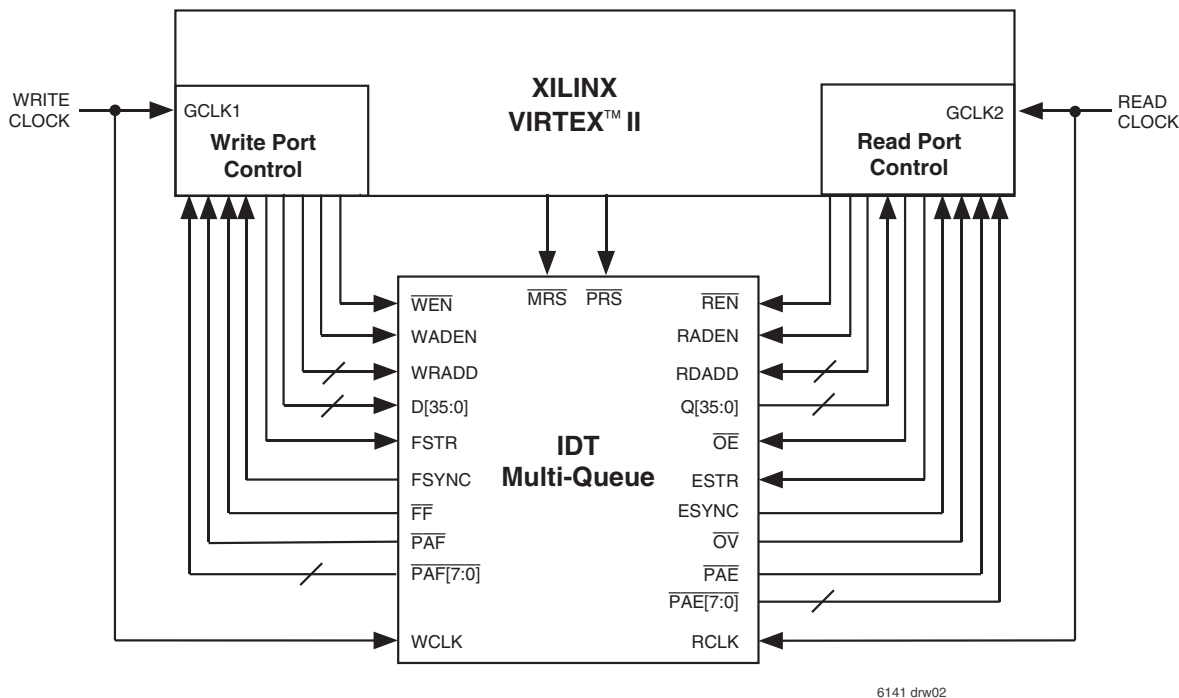 XILINX
VIRTEX™ II
WRITE
CLOCK
GCLK1
Write Port
Control
GCLK2
Read Port
Control
READ
CLOCK
MRS
PRS
WEN
WADEN
WRADD
D[35:0]
FSTR
FSYNC
FF
PAF
PAF[7:0]
WCLK
IDT
Multi-Queue
REN
RADEN
RDADD
Q[35:0]
OE
ESTR
ESYNC
OV
PAE
PAE[7:0]
RCLK
6141 drw02